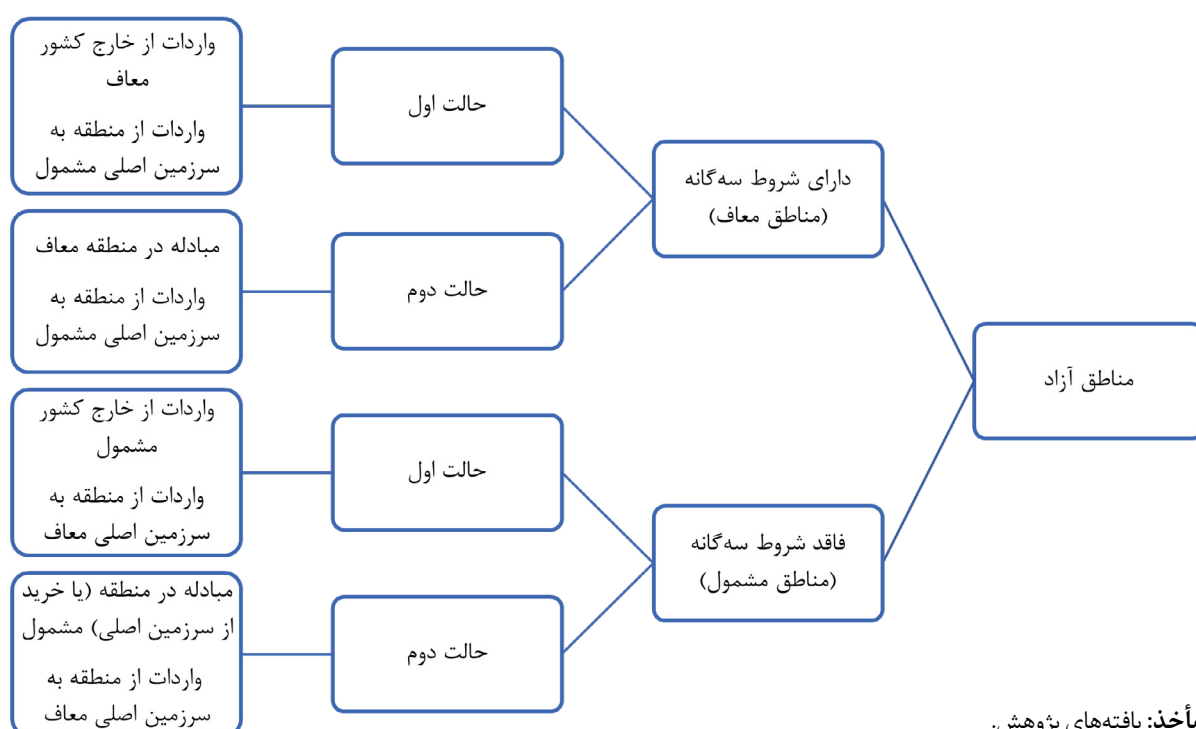 مناطق آزاد
دارای شروط سه‌گانه
(مناطق معاف)
حالت اول
واردات از خارج کشور
معاف
واردات از منطقه به
سرزمین اصلی مشمول
حالت دوم
مبادله در منطقه معاف
واردات از منطقه به
سرزمین اصلی مشمول
فاقد شروط سه‌گانه
(مناطق مشمول)
حالت اول
واردات از خارج کشور
مشمول
واردات از منطقه به
سرزمین اصلی معاف
حالت دوم
مبادله در منطقه (یا خرید
از سرزمین اصلی) مشمول
واردات از منطقه به
سرزمین اصلی معاف
مأخذ: یافته‌های پژوهش.